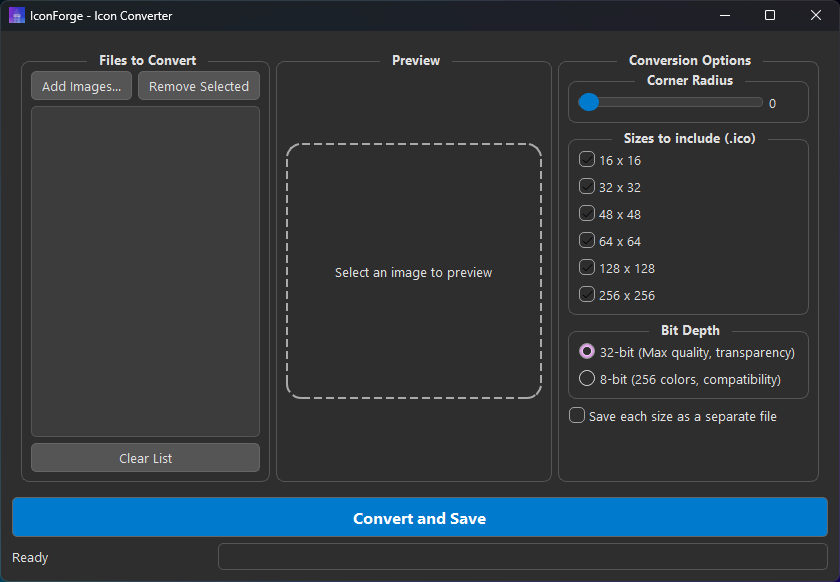 IconForge - Icon Converter
Files to Convert
Add Images...
Remove Selected
Clear List
Preview
Select an image to preview
Conversion Options
Corner Radius
0
Sizes to include (.ico)
16 x 16
32 x 32
48 x 48
64 x 64
128 x 128
256 x 256
Bit Depth
32-bit (Max quality, transparency)
8-bit (256 colors, compatibility)
Save each size as a separate file
Convert and Save
Ready